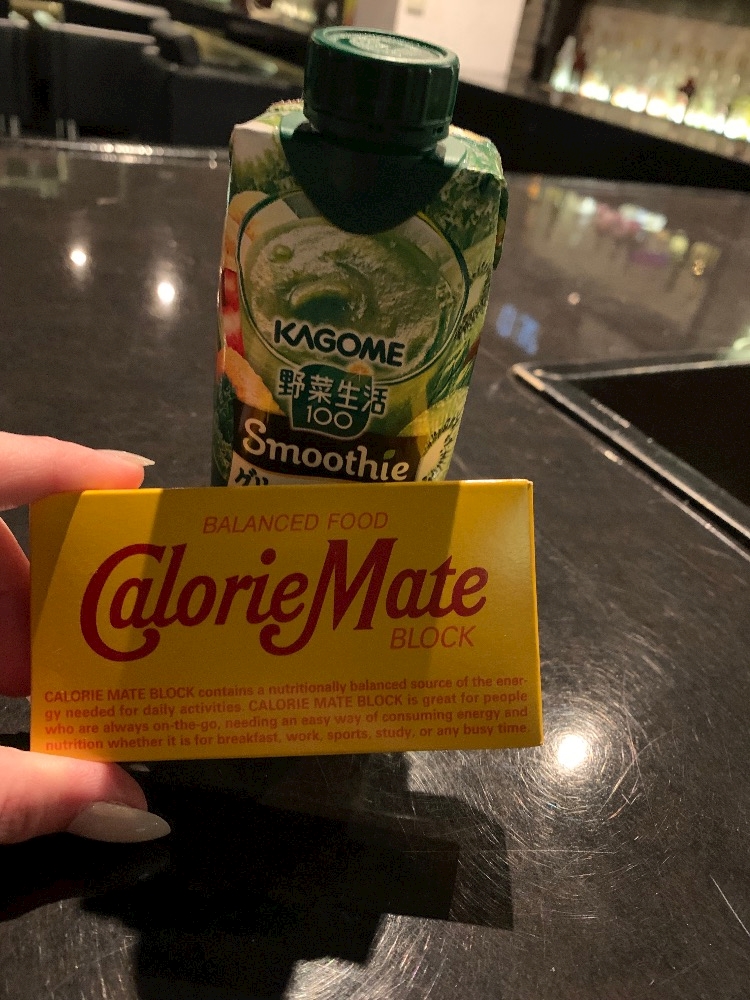 KAGOME
野菜生活
100
Smoothie
BALANCED FOOD
CalorieMate
BLOCK
CALORIE MATE BLOCK contains a nutritionally balanced source of the ener-
gy needed for daily activities. CALORIE MATE BLOCK is great for people
who are always on-the-go, needing an easy way of consuming energy and
nutrition whether it is for breakfast, work, sports, study, or any busy time.